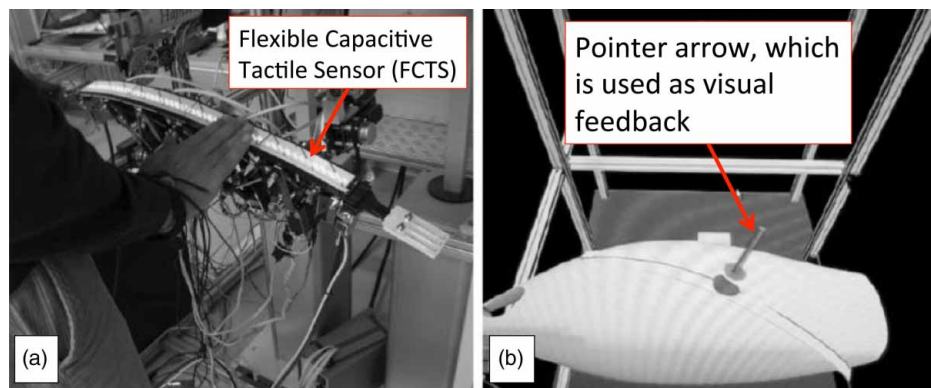 Flexible Capacitive
Tactile Sensor (FCTS)
(a)
Pointer arrow, which
is used as visual
feedback
(b)